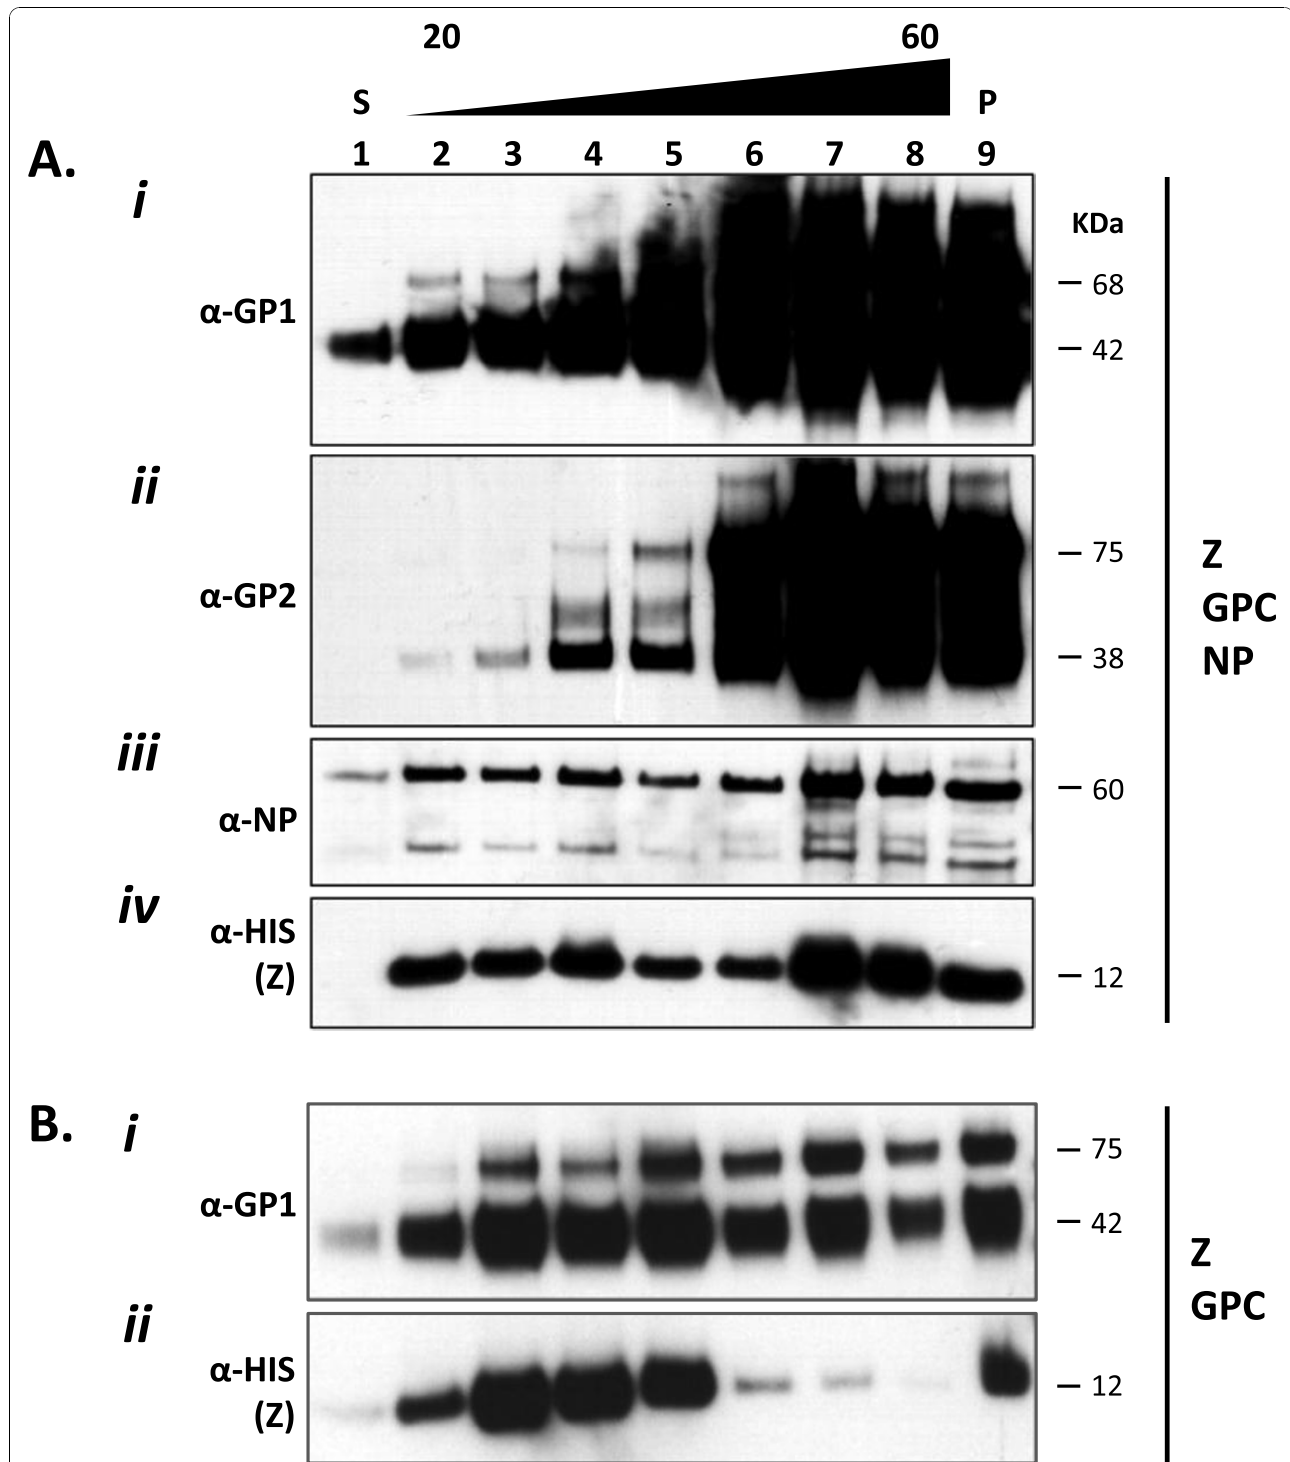 20 60
S P
A. 1 2 3 4 5 6 7 8 9
i
KDa
α-GP1
68
42
ii
α-GP2
75
38
Z
GPC
NP
iii
α-NP
60
iv
α-HIS
(Z)
12
B. i
α-GP1
75
42
Z
GPC
ii
α-HIS
(Z)
12